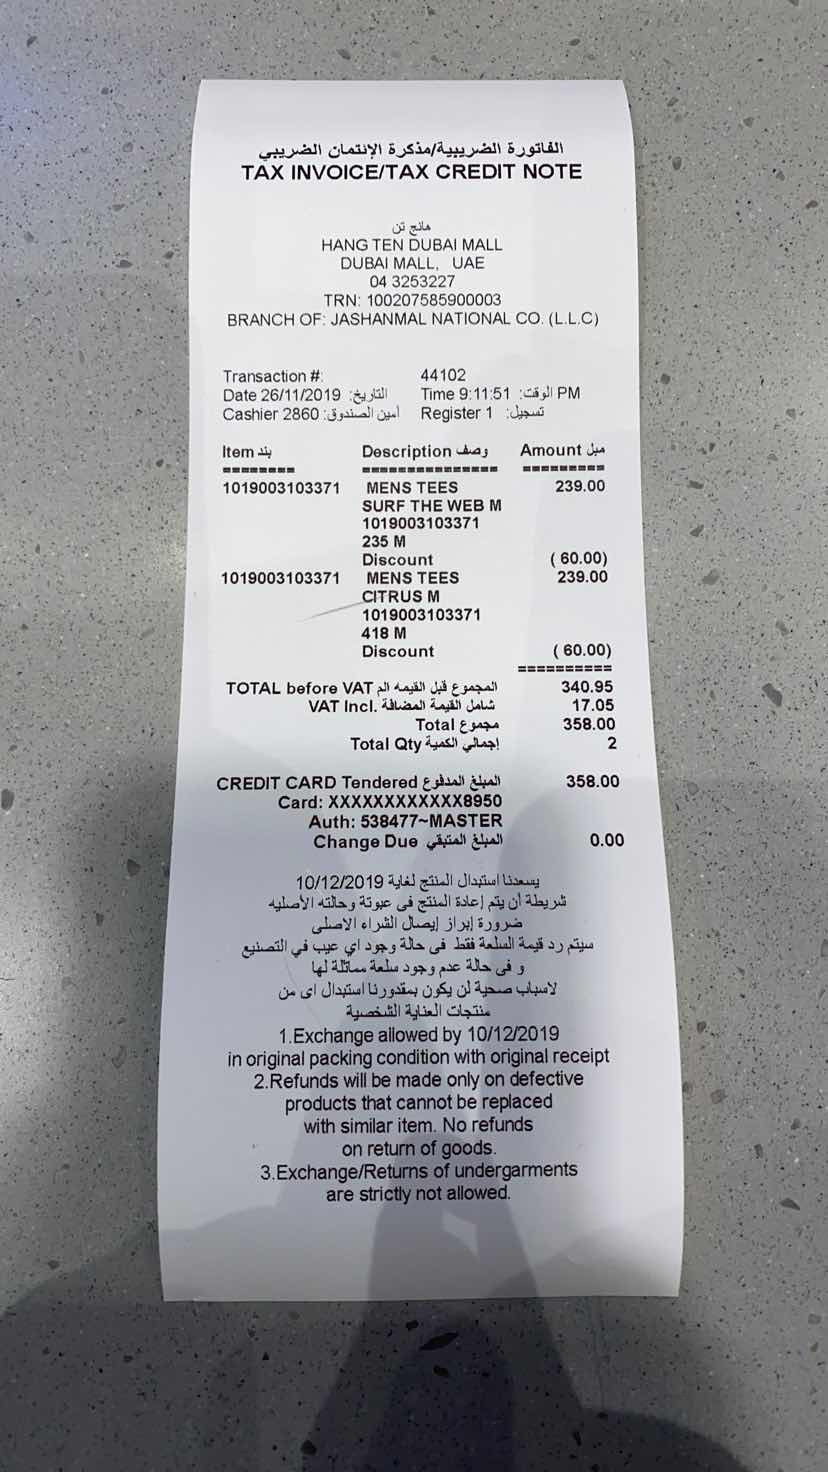 الفاتورة الضريبية/مذكرة الإئتمان الضريبي
TAX INVOICE/TAX CREDIT NOTE
هانج تن
HANG TEN DUBAI MALL
DUBAI MALL, UAE
04 3253227
TRN: 100207585900003
BRANCH OF: JASHANMAL NATIONAL CO. (L.L.C)
Transaction #: 44102
Date 26/11/2019 التاريخ: Time 9:11:51 الوقت: PM
Cashier 2860 أمين الصندوق: Register 1 تسجيل:
Item بند Description وصف Amount مبل
======== =============== =========
1019003103371 MENS TEES 239.00
SURF THE WEB M
1019003103371
235 M
Discount ( 60.00)
1019003103371 MENS TEES 239.00
CITRUS M
1019003103371
418 M
Discount ( 60.00)
==========
TOTAL before VAT المجموع قبل القيمه الم 340.95
VAT Incl. شامل القيمة المضافة 17.05
Total مجموع 358.00
Total Qty إجمالي الكمية 2
CREDIT CARD Tendered المبلغ المدفوع 358.00
Card: XXXXXXXXXXXX8950
Auth: 538477~MASTER
Change Due المبلغ المتبقي 0.00
يسعدنا استبدال المنتج لغاية 10/12/2019
شريطة أن يتم إعادة المنتج فى عبوتة وحالته الأصليه
ضرورة إبراز إيصال الشراء الاصلى
سيتم رد قيمة السلعة فقط فى حالة وجود اي عيب في التصنيع
و فى حالة عدم وجود سلعة مماثلة لها
لاسباب صحية لن يكون بمقدورنا استبدال اى من
منتجات العناية الشخصية
1.Exchange allowed by 10/12/2019
in original packing condition with original receipt
2.Refunds will be made only on defective
products that cannot be replaced
with similar item. No refunds
on return of goods.
3.Exchange/Returns of undergarments
are strictly not allowed.